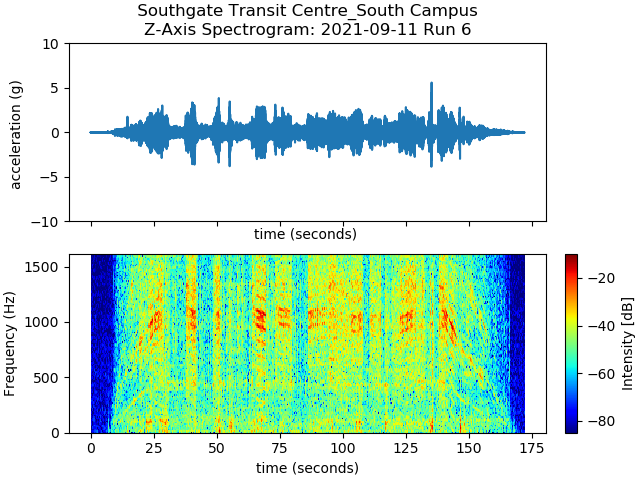 Southgate Transit Centre_South Campus
Z-Axis Spectrogram: 2021-09-11 Run 6
10
5
0
−5
−10
acceleration (g)
time (seconds)
1500
1000
500
0
Frequency (Hz)
0 25 50 75 100 125 150 175
time (seconds)
−20
−40
−60
−80
Intensity [dB]